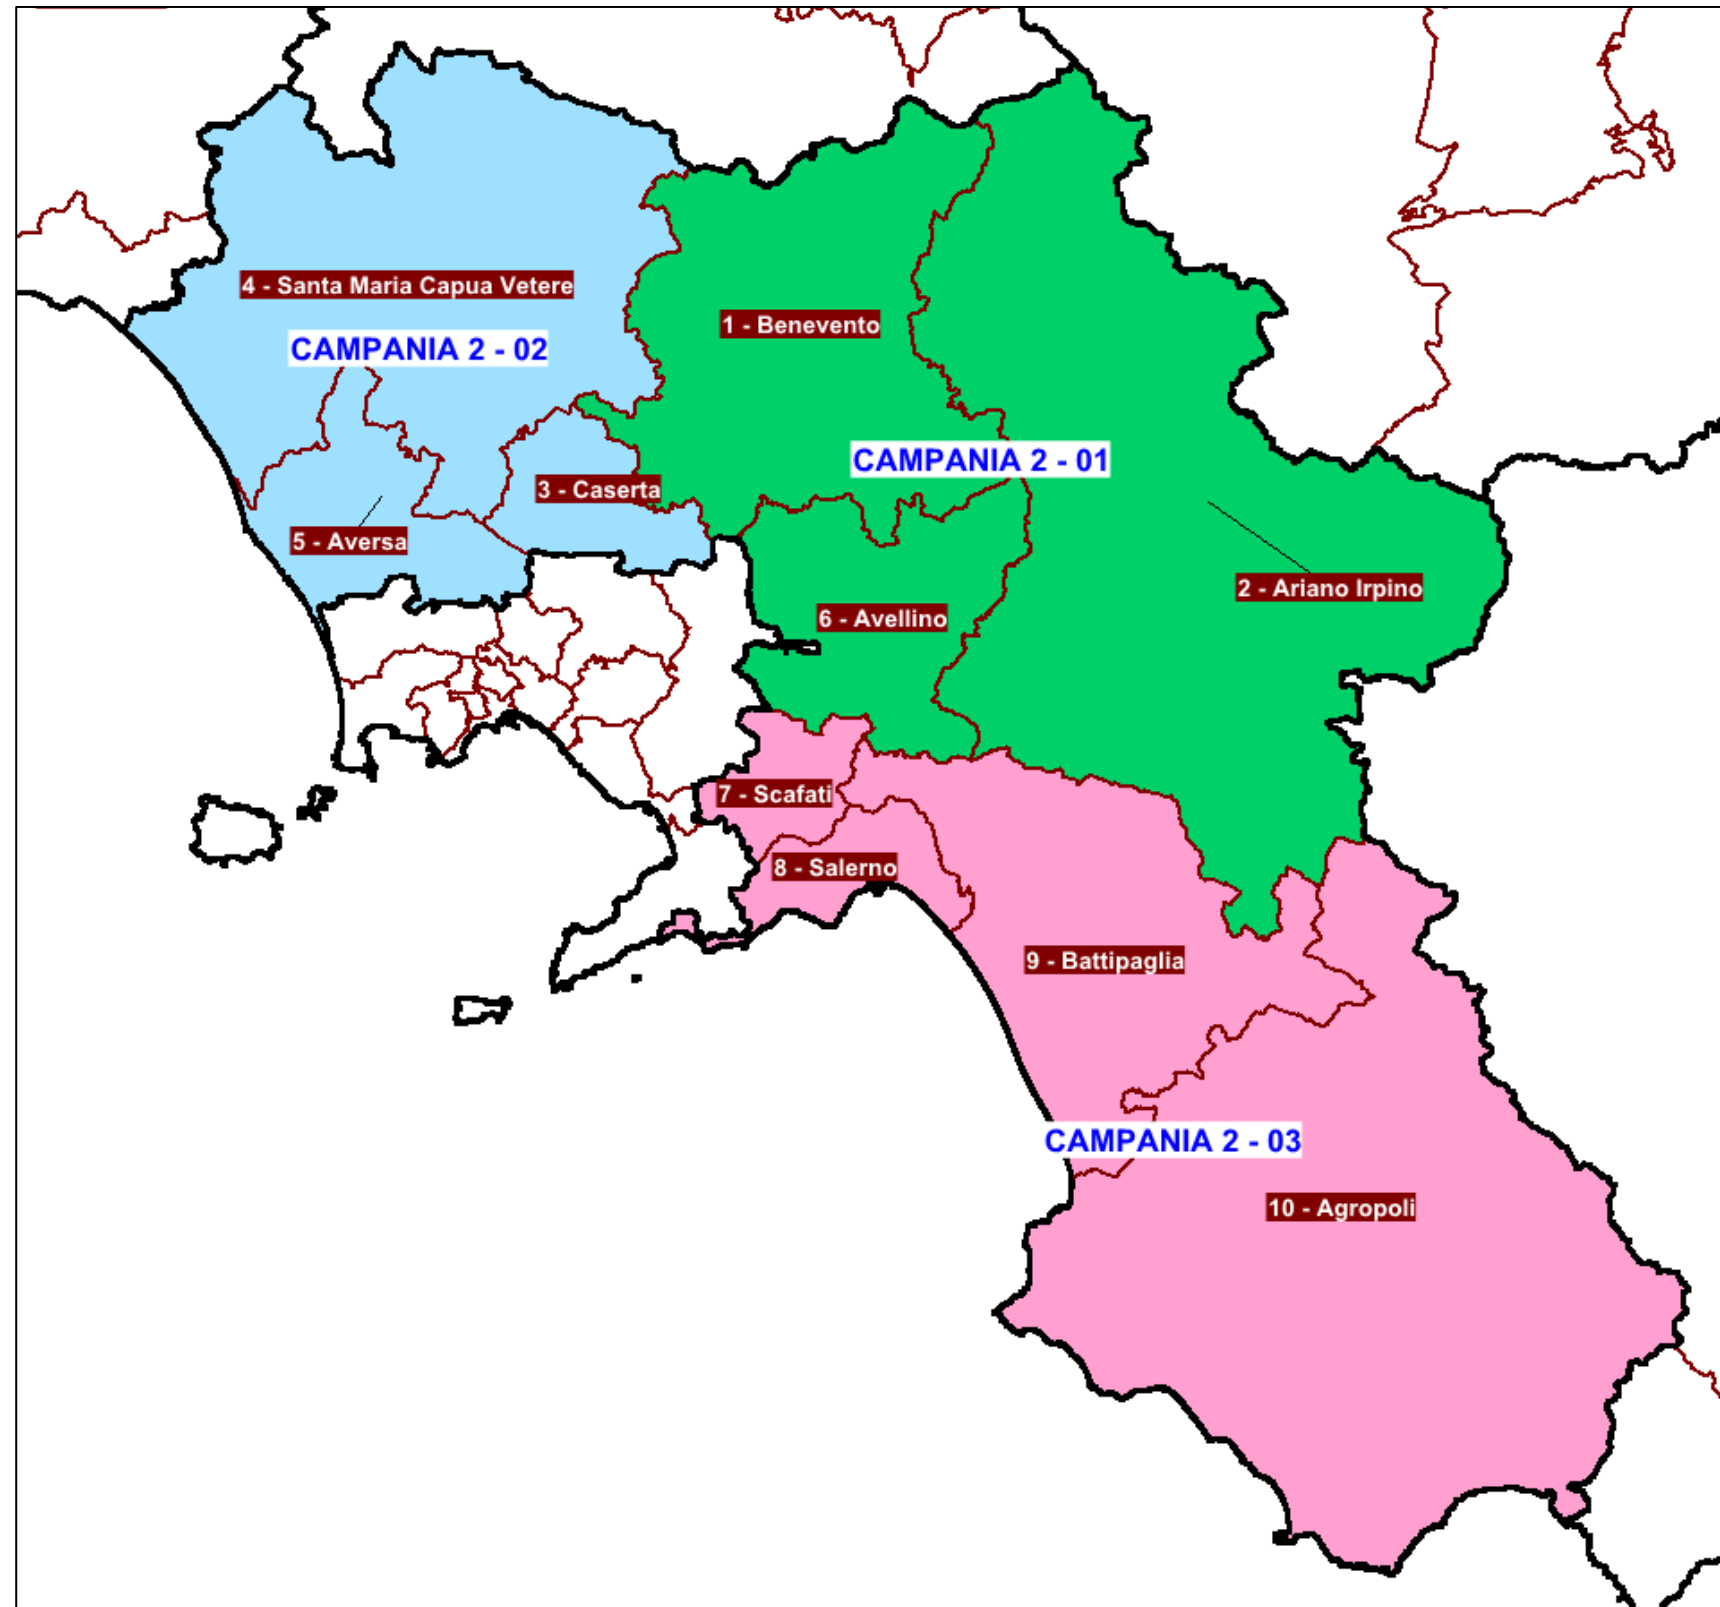 4 - Santa Maria Capua Vetere
1 - Benevento
CAMPANIA 2 - 02
CAMPANIA 2 - 01
3 - Caserta
5 - Aversa
2 - Ariano Irpino
6 - Avellino
7 - Scafati
8 - Salerno
9 - Battipaglia
CAMPANIA 2 - 03
10 - Agropoli